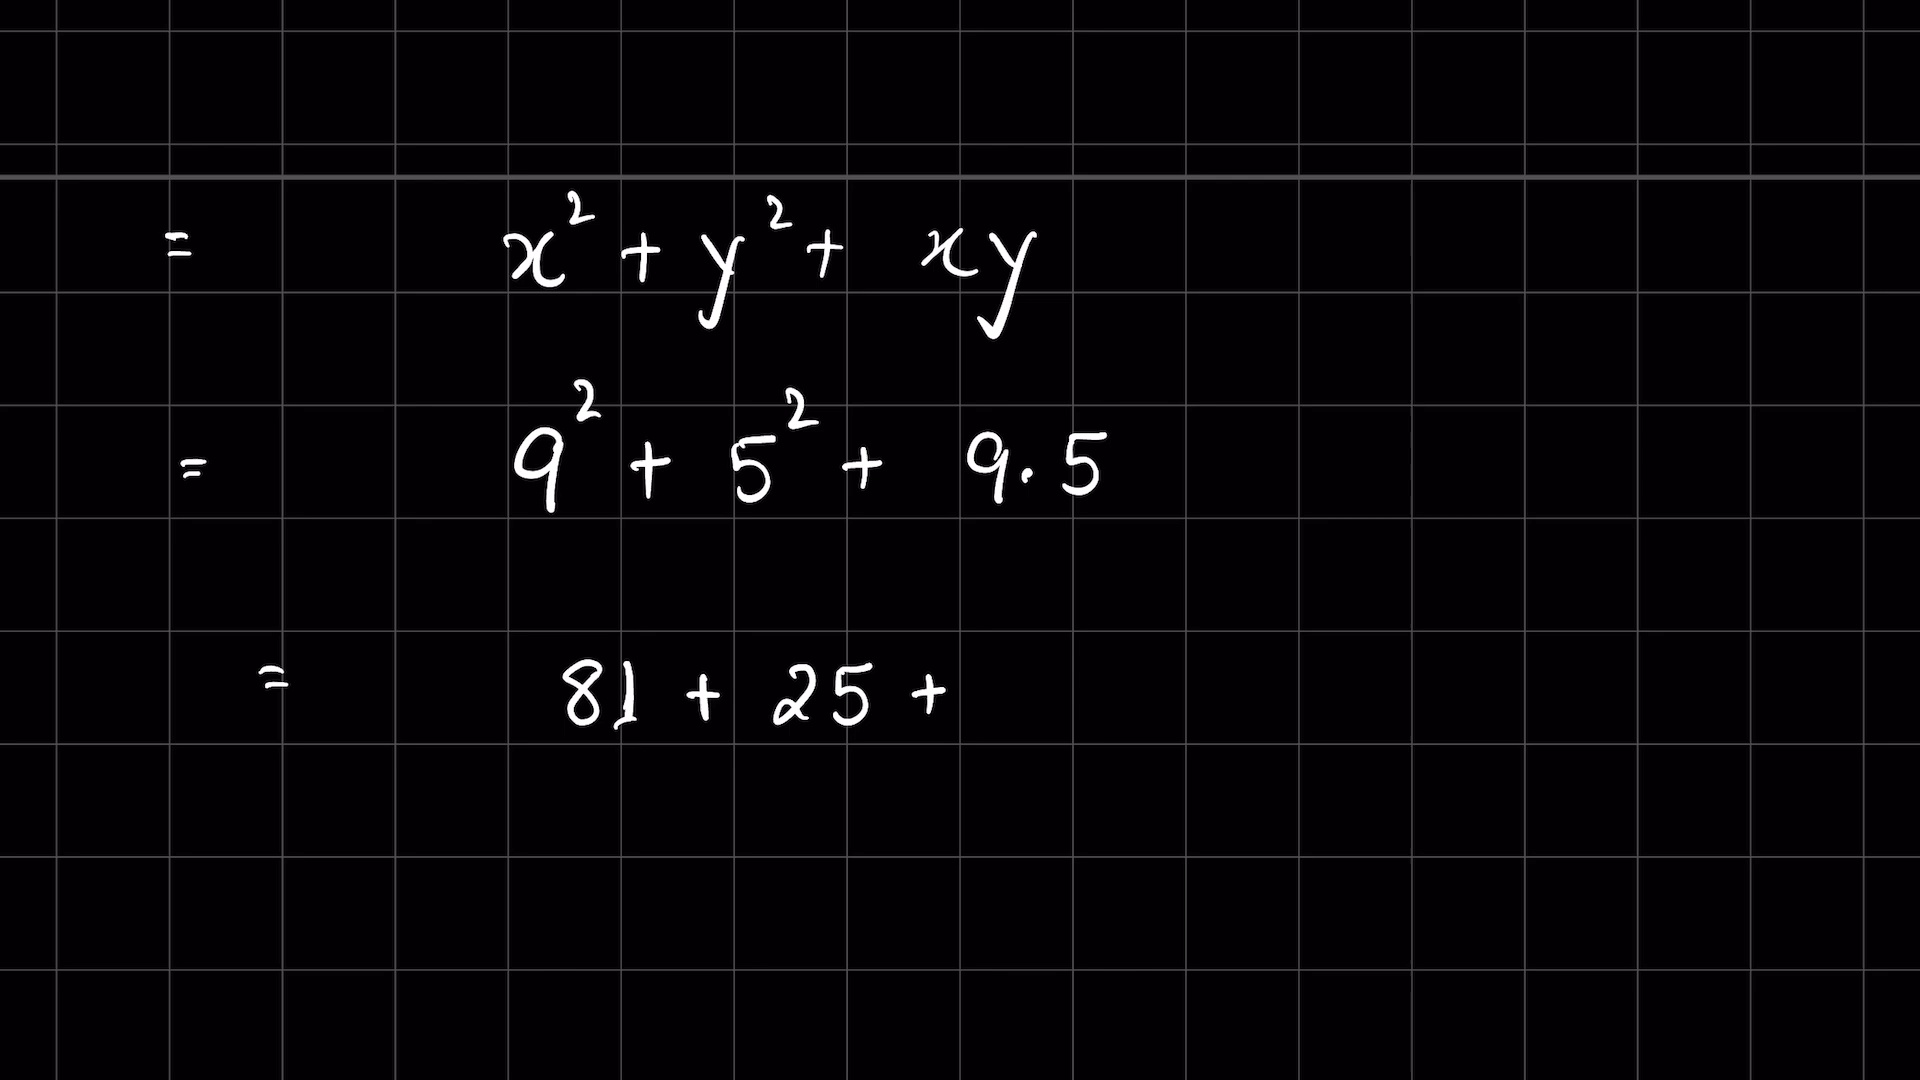 = x² + y² + xy
= 9² + 5² + 9.5
= 81 + 25 +